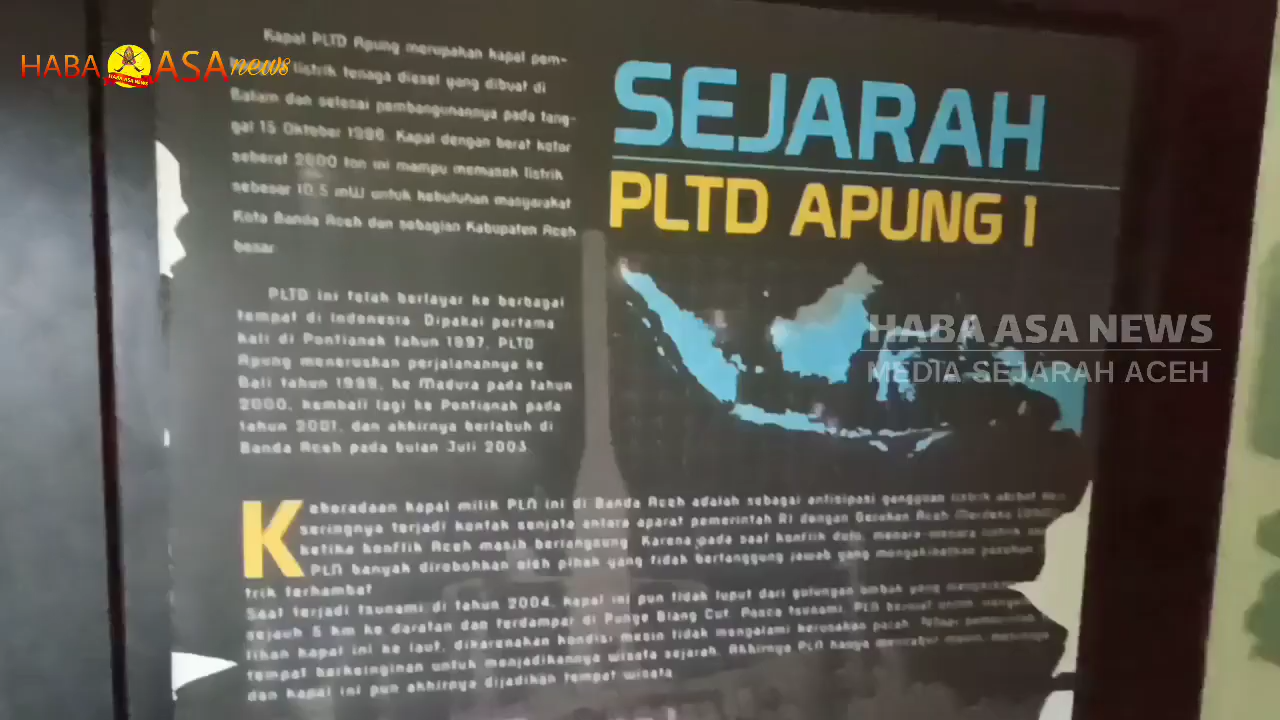 HABA ASA news
HABA ASA NEWS
Kapal PLTD Apung merupakan kapal pem-
listrik tenaga diesel yang dibuat di
Batam dan selesai pembangunannya pada tang-
gal 15 Oktober 1996. Kapal dengan berat kotor
seberat 2600 ton ini mampu memasok listrik
sebesar 10,5 mW untuk kebutuhan masyarakat
Kota Banda Aceh dan sebagian Kabupaten Aceh
besar
SEJARAH
PLTD APUNG 1
PLTD ini telah berlayar ke berbagai
tempat di Indonesia. Dipakai pertama
kali di Pontianak tahun 1997, PLTD
Apung meneruskan perjalanannya ke
Bali tahun 1999, ke Madura pada tahun
2000, kembali lagi ke Pontianak pada
tahun 2001, dan akhirnya berlabuh di
Banda Aceh pada bulan Juli 2003.
HABA ASA NEWS
MEDIA SEJARAH ACEH
Keberadaan kapal milik PLN ini di Banda Aceh adalah sebagai antisipasi gangguan listrik akibat
seringnya terjadi kontak senjata antara aparat pemerintah RI dengan Gerakan Aceh Merdeka
ketika konflik Aceh masih berlangsung. Karena pada saat konflik dulu, menara-menara listrik
PLN banyak dirobohkan oleh pihak yang tidak bertanggung jawab yang mengakibatkan pasokan
trik terhambat
Saat terjadi tsunami di tahun 2004, kapal ini pun tidak luput dari gulungan ombak yang
sejauh 5 km ke daratan dan terdampar di Punge Blang Cut. Pasca tsunami, PLN berniat untuk
likan kapal ini ke laut, dikarenakan kondisi mesin tidak mengalami kerusakan parah. Tetapi pemerintah
tempat berkeinginan untuk menjadikannya wisata sejarah. Akhirnya PLN hanya mencabut mesin
dan kapal ini pun akhirnya dijadikan tempat wisata